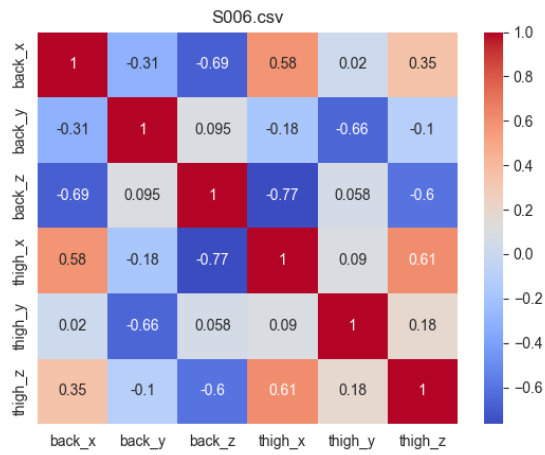 S006.csv
back_x 1 -0.31 -0.69 0.58 0.02 0.35
back_y -0.31 1 0.095 -0.18 -0.66 -0.1
back_z -0.69 0.095 1 -0.77 0.058 -0.6
thigh_x 0.58 -0.18 -0.77 1 0.09 0.61
thigh_y 0.02 -0.66 0.058 0.09 1 0.18
thigh_z 0.35 -0.1 -0.6 0.61 0.18 1
back_x back_y back_z thigh_x thigh_y thigh_z
1.0
0.8
0.6
0.4
0.2
0.0
-0.2
-0.4
-0.6